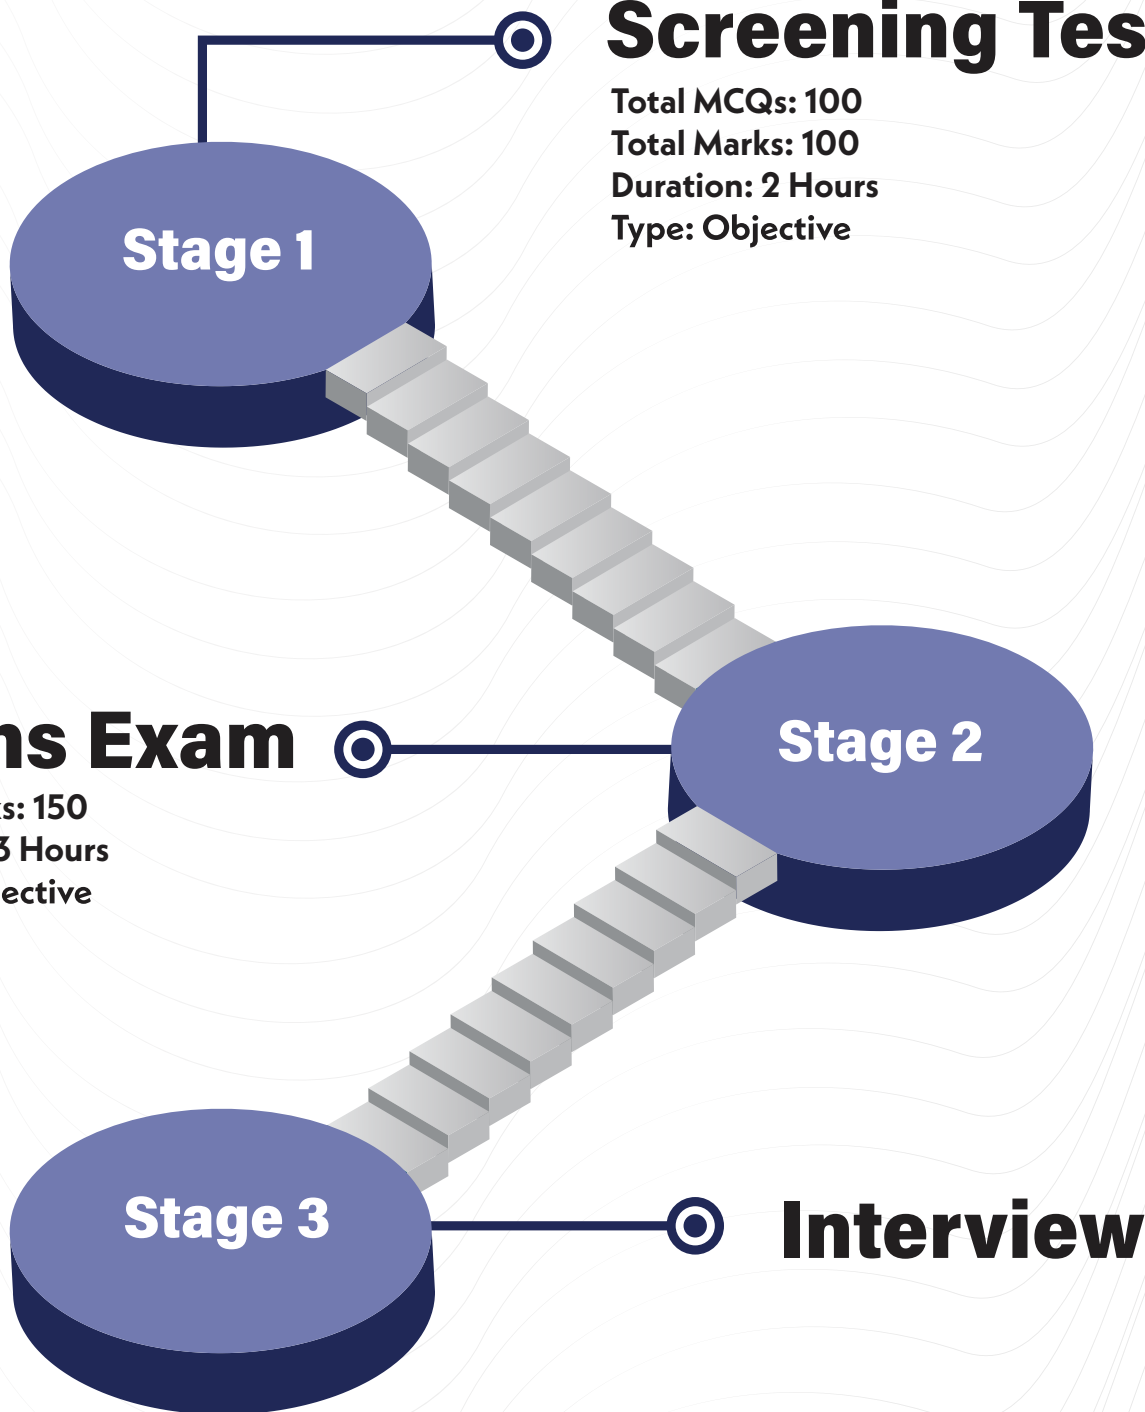 Screening Tes
Total MCQs: 100
Total Marks: 100
Duration: 2 Hours
Type: Objective
Stage 1
Stage 2
ns Exam
s: 150
3 Hours
ective
Stage 3
Interview